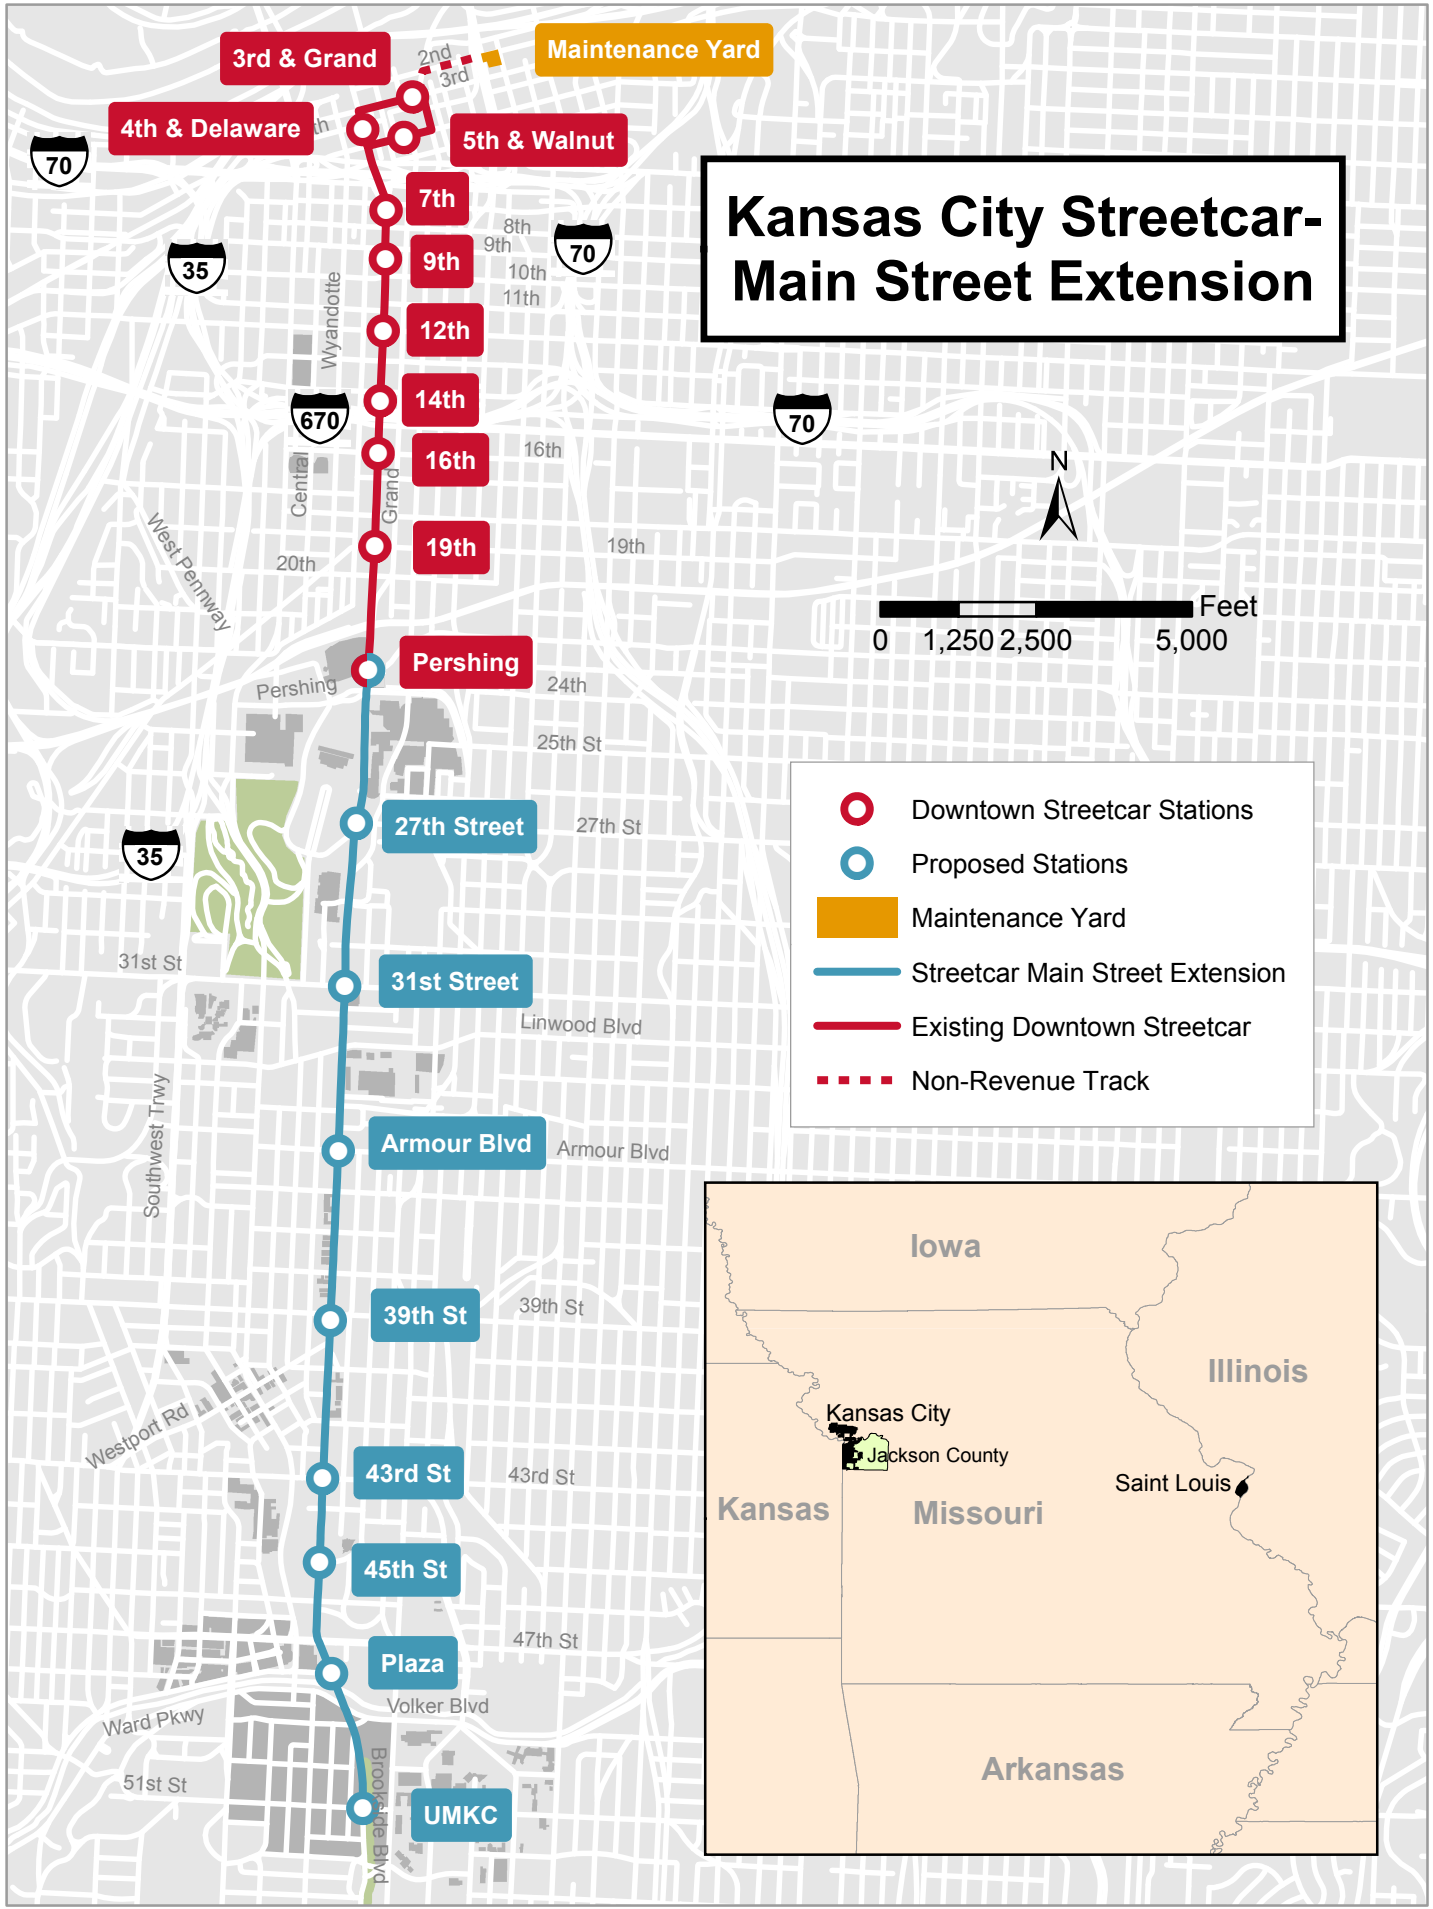 3rd & Grand
2nd
3rd
Maintenance Yard
4th & Delaware
th
5th & Walnut
70
7th
8th
9th
9th
10th
11th
35
70
Wyandotte
12th
Kansas City Streetcar-
Main Street Extension
670
14th
70
16th
16th
Central
Grand
N
West Pennway
19th
19th
20th
Feet
0 1,250 2,500 5,000
Pershing
Pershing
24th
25th St
27th Street
27th St
35
Downtown Streetcar Stations
Proposed Stations
Maintenance Yard
Streetcar Main Street Extension
Existing Downtown Streetcar
Non-Revenue Track
31st St
31st Street
Linwood Blvd
Southwest Trwy
Armour Blvd
Armour Blvd
39th St
39th St
Westport Rd
43rd St
43rd St
45th St
47th St
Plaza
Volker Blvd
Ward Pkwy
51st St
Brookside Blvd
UMKC
Iowa
Illinois
Kansas City
Jackson County
Saint Louis
Kansas
Missouri
Arkansas